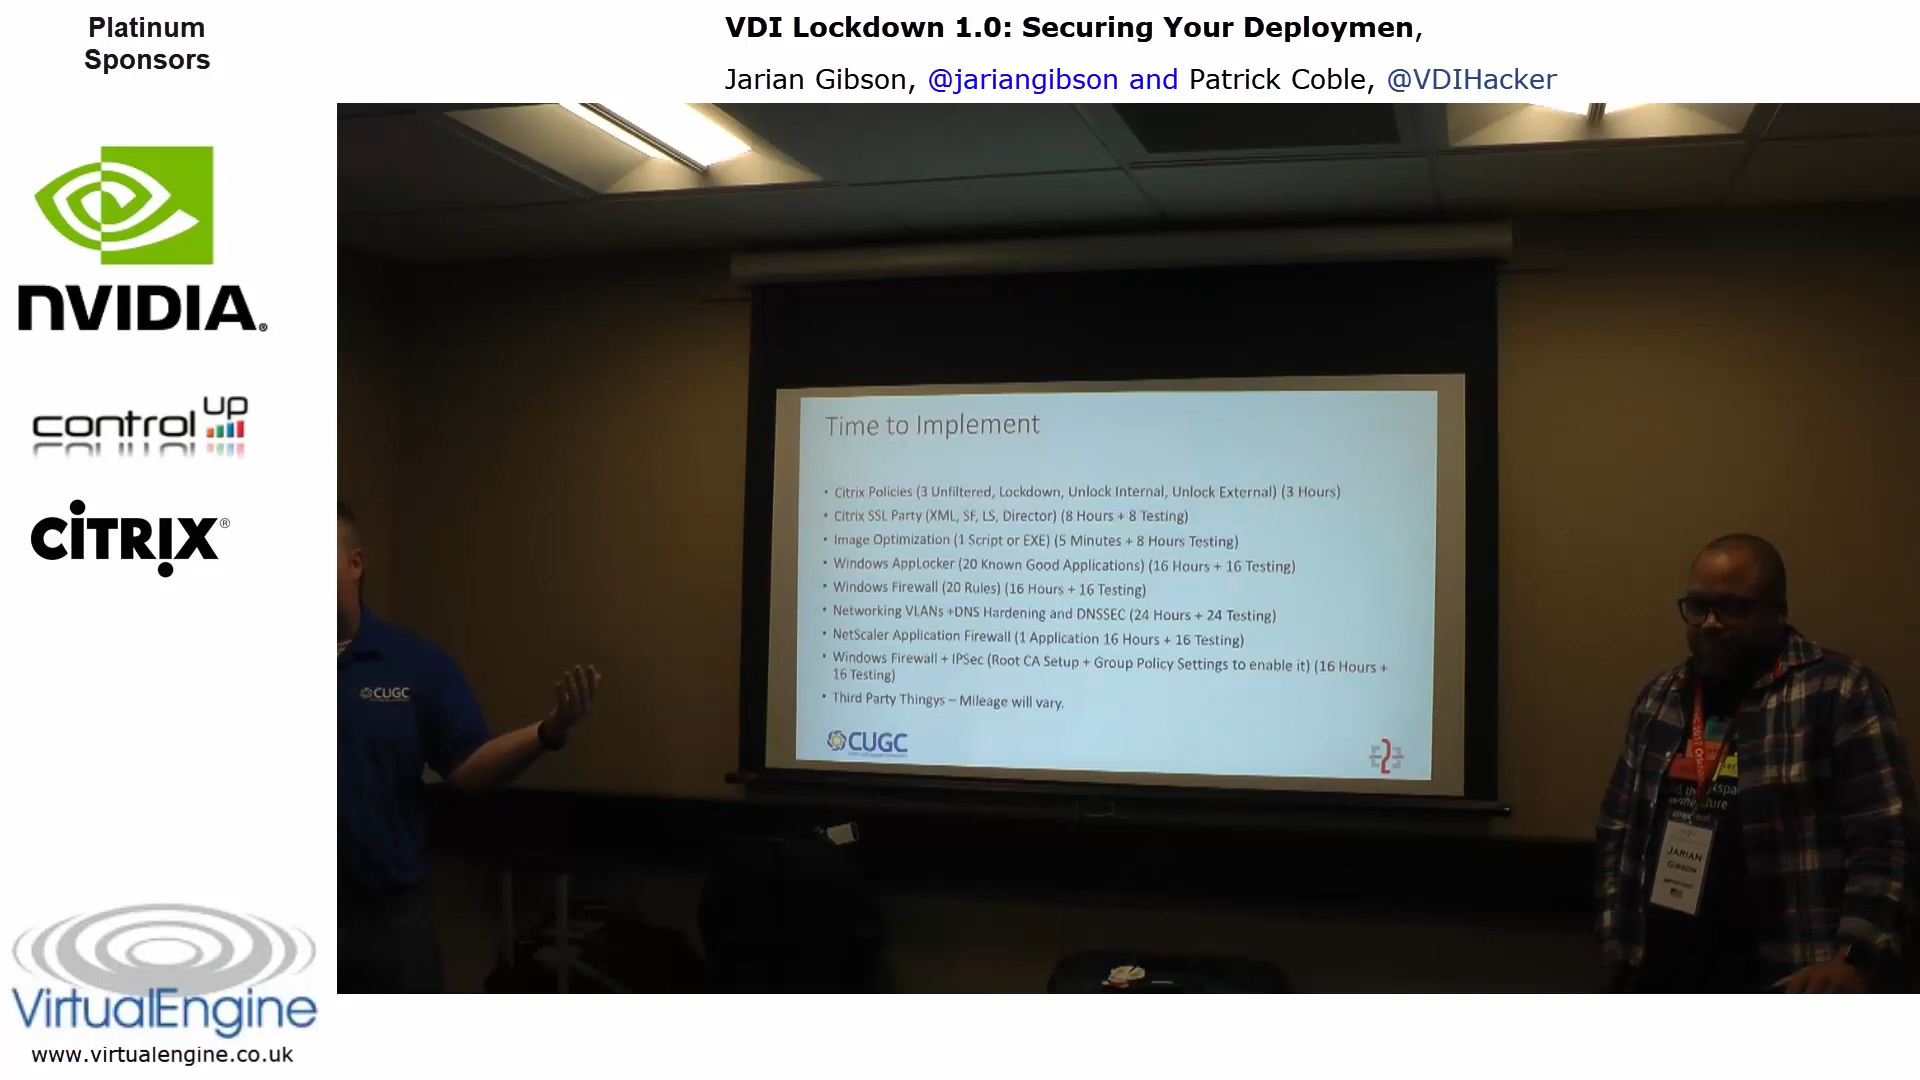 Platinum
Sponsors
VDI Lockdown 1.0: Securing Your Deploymen,
Jarian Gibson, @jariangibson and Patrick Coble, @VDIHacker
NVIDIA®
control UP
CITRIX®
Time to Implement
• Citrix Policies (3 Unfiltered, Lockdown, Unlock Internal, Unlock External) (3 Hours)
• Citrix SSL Party (XML, SF, LS, Director) (8 Hours + 8 Testing)
• Image Optimization (1 Script or EXE) (5 Minutes + 8 Hours Testing)
• Windows AppLocker (20 Known Good Applications) (16 Hours + 16 Testing)
• Windows Firewall (20 Rules) (16 Hours + 16 Testing)
• Networking VLANs +DNS Hardening and DNSSEC (24 Hours + 24 Testing)
• NetScaler Application Firewall (1 Application 16 Hours + 16 Testing)
• Windows Firewall + IPSec (Root CA Setup + Group Policy Settings to enable it) (16 Hours +
16 Testing)
• Third Party Thingys – Mileage will vary.
CUGC
CUGC
JARIAN
GIBSON
VirtualEngine
www.virtualengine.co.uk